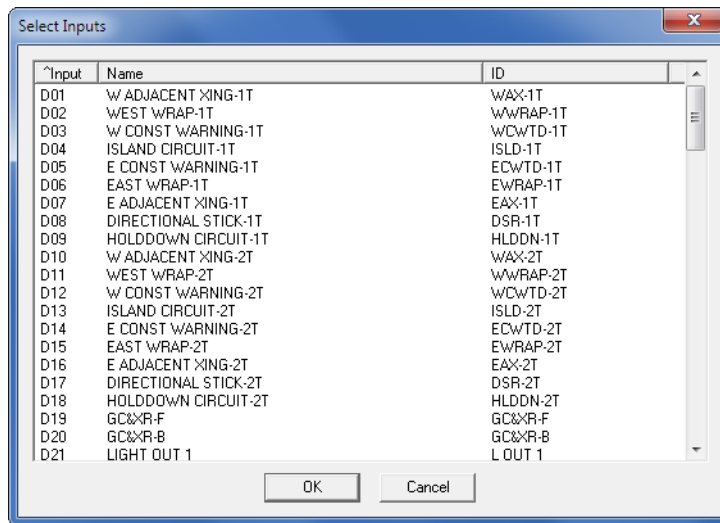 Select Inputs
^Input Name ID
D01 W ADJACENT XING-1T WAX-1T
D02 WEST WRAP-1T WWRAP-1T
D03 W CONST WARNING-1T WCWTD-1T
D04 ISLAND CIRCUIT-1T ISLD-1T
D05 E CONST WARNING-1T ECWTD-1T
D06 EAST WRAP-1T EWRAP-1T
D07 E ADJACENT XING-1T EAX-1T
D08 DIRECTIONAL STICK-1T DSR-1T
D09 HOLDDOWN CIRCUIT-1T HLDDN-1T
D10 W ADJACENT XING-2T WAX-2T
D11 WEST WRAP-2T WWRAP-2T
D12 W CONST WARNING-2T WCWTD-2T
D13 ISLAND CIRCUIT-2T ISLD-2T
D14 E CONST WARNING-2T ECWTD-2T
D15 EAST WRAP-2T EWRAP-2T
D16 E ADJACENT XING-2T EAX-2T
D17 DIRECTIONAL STICK-2T DSR-2T
D18 HOLDDOWN CIRCUIT-2T HLDDN-2T
D19 GC&XR-F GC&XR-F
D20 GC&XR-B GC&XR-B
D21 LIGHT OUT 1 L OUT 1
OK Cancel